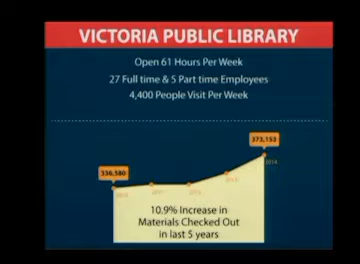 VICTORIA PUBLIC LIBRARY
Open 61 Hours Per Week
27 Full time & 5 Part time Employees
4,400 People Visit Per Week
373,153
336,580
2014
10.9% Increase in
Materials Checked Out
in last 5 years